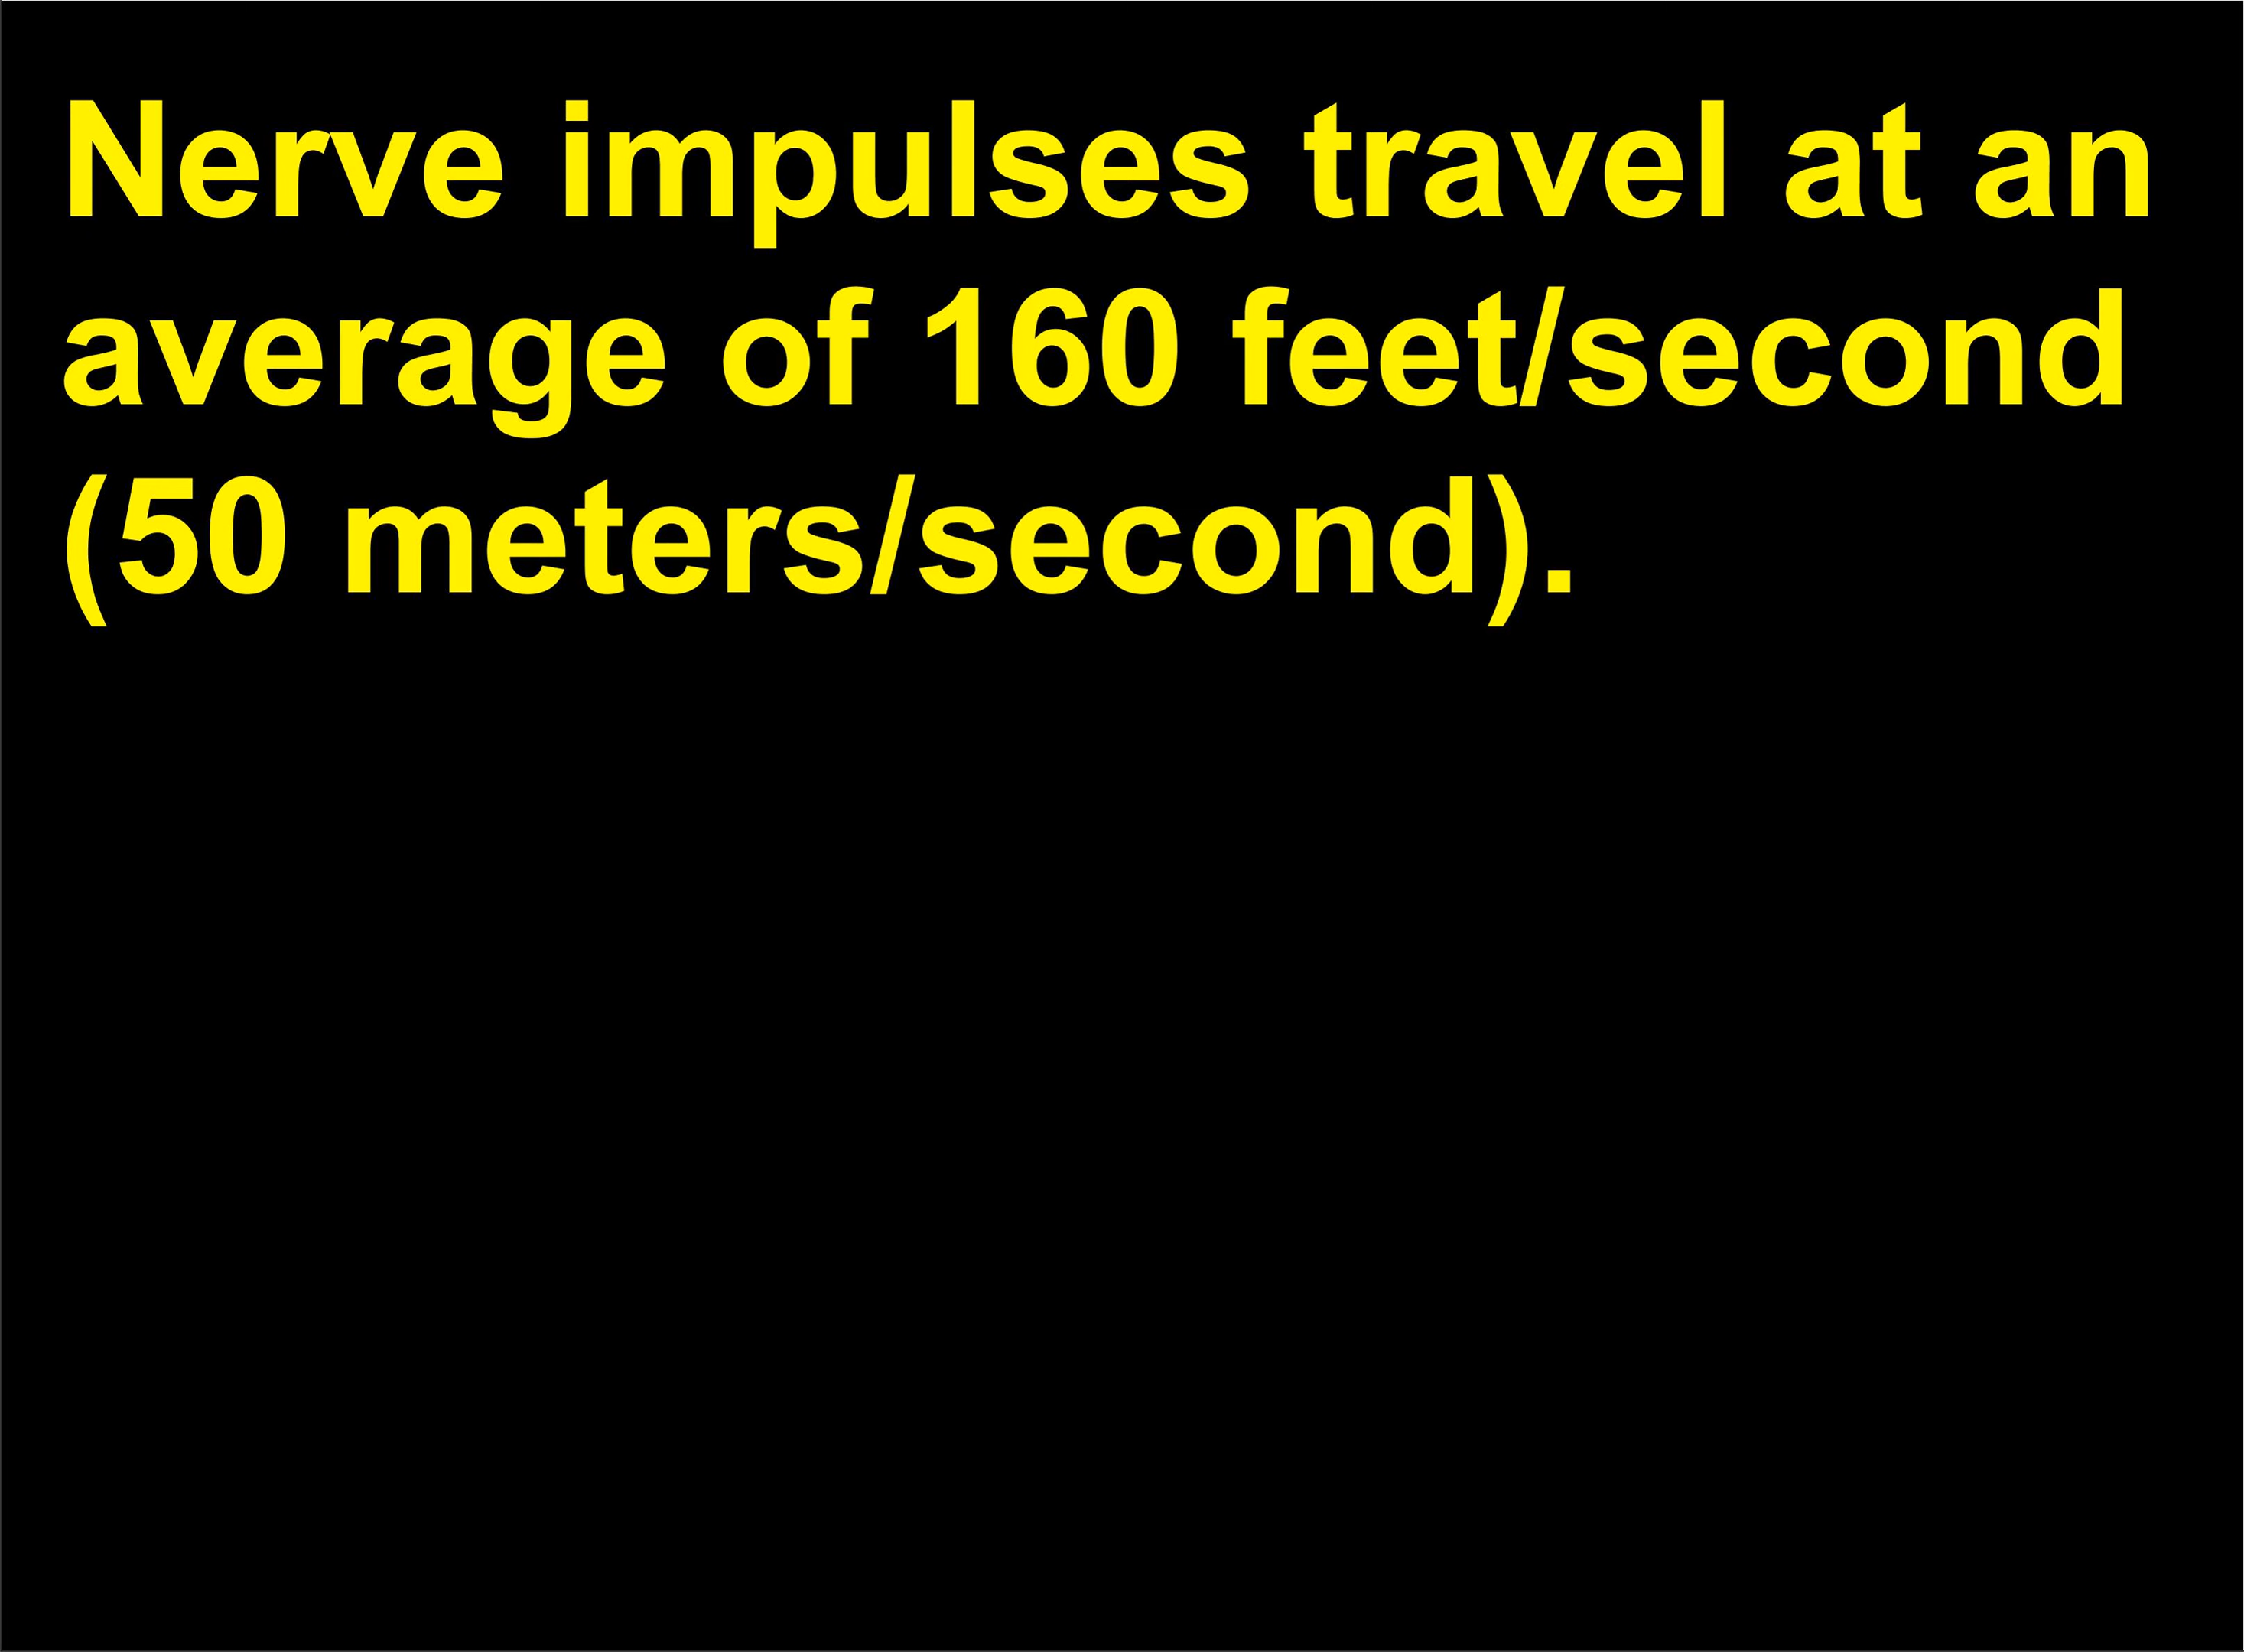 Nerve impulses travel at an
average of 160 feet/second
(50 meters/second).